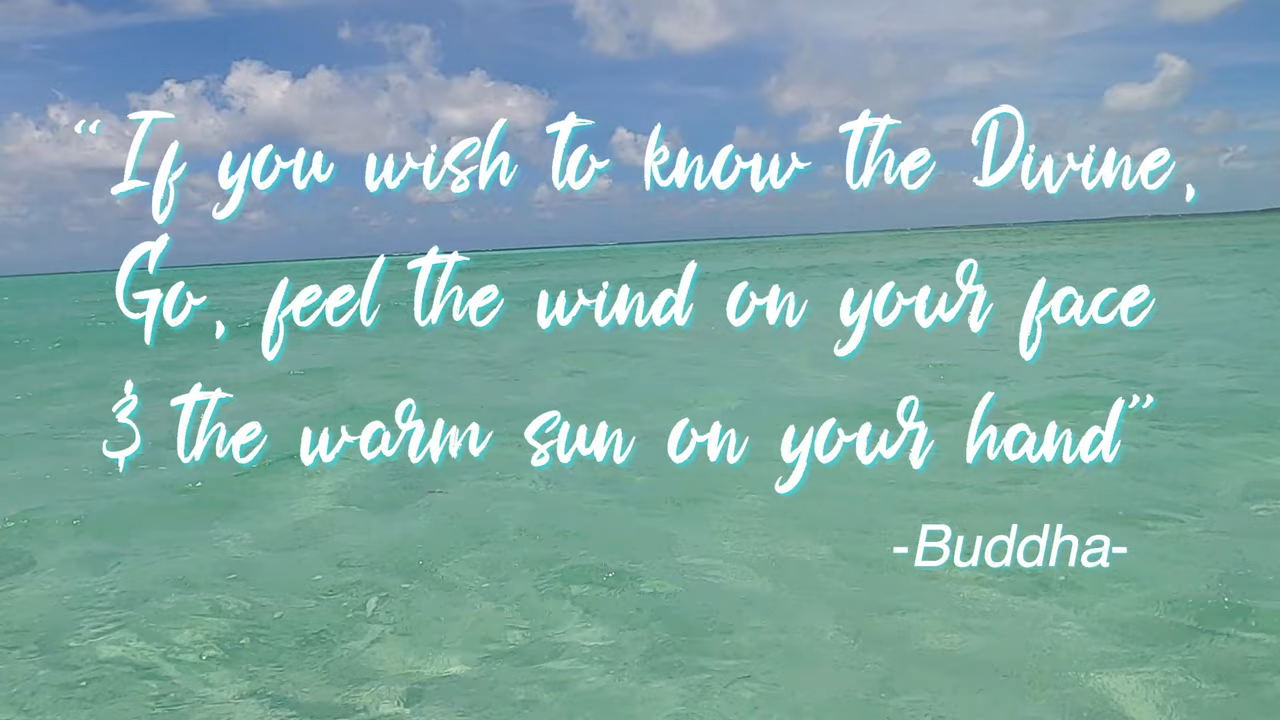 “If you wish to know the Divine,
Go, feel the wind on your face
& the warm sun on your hand”
-Buddha-